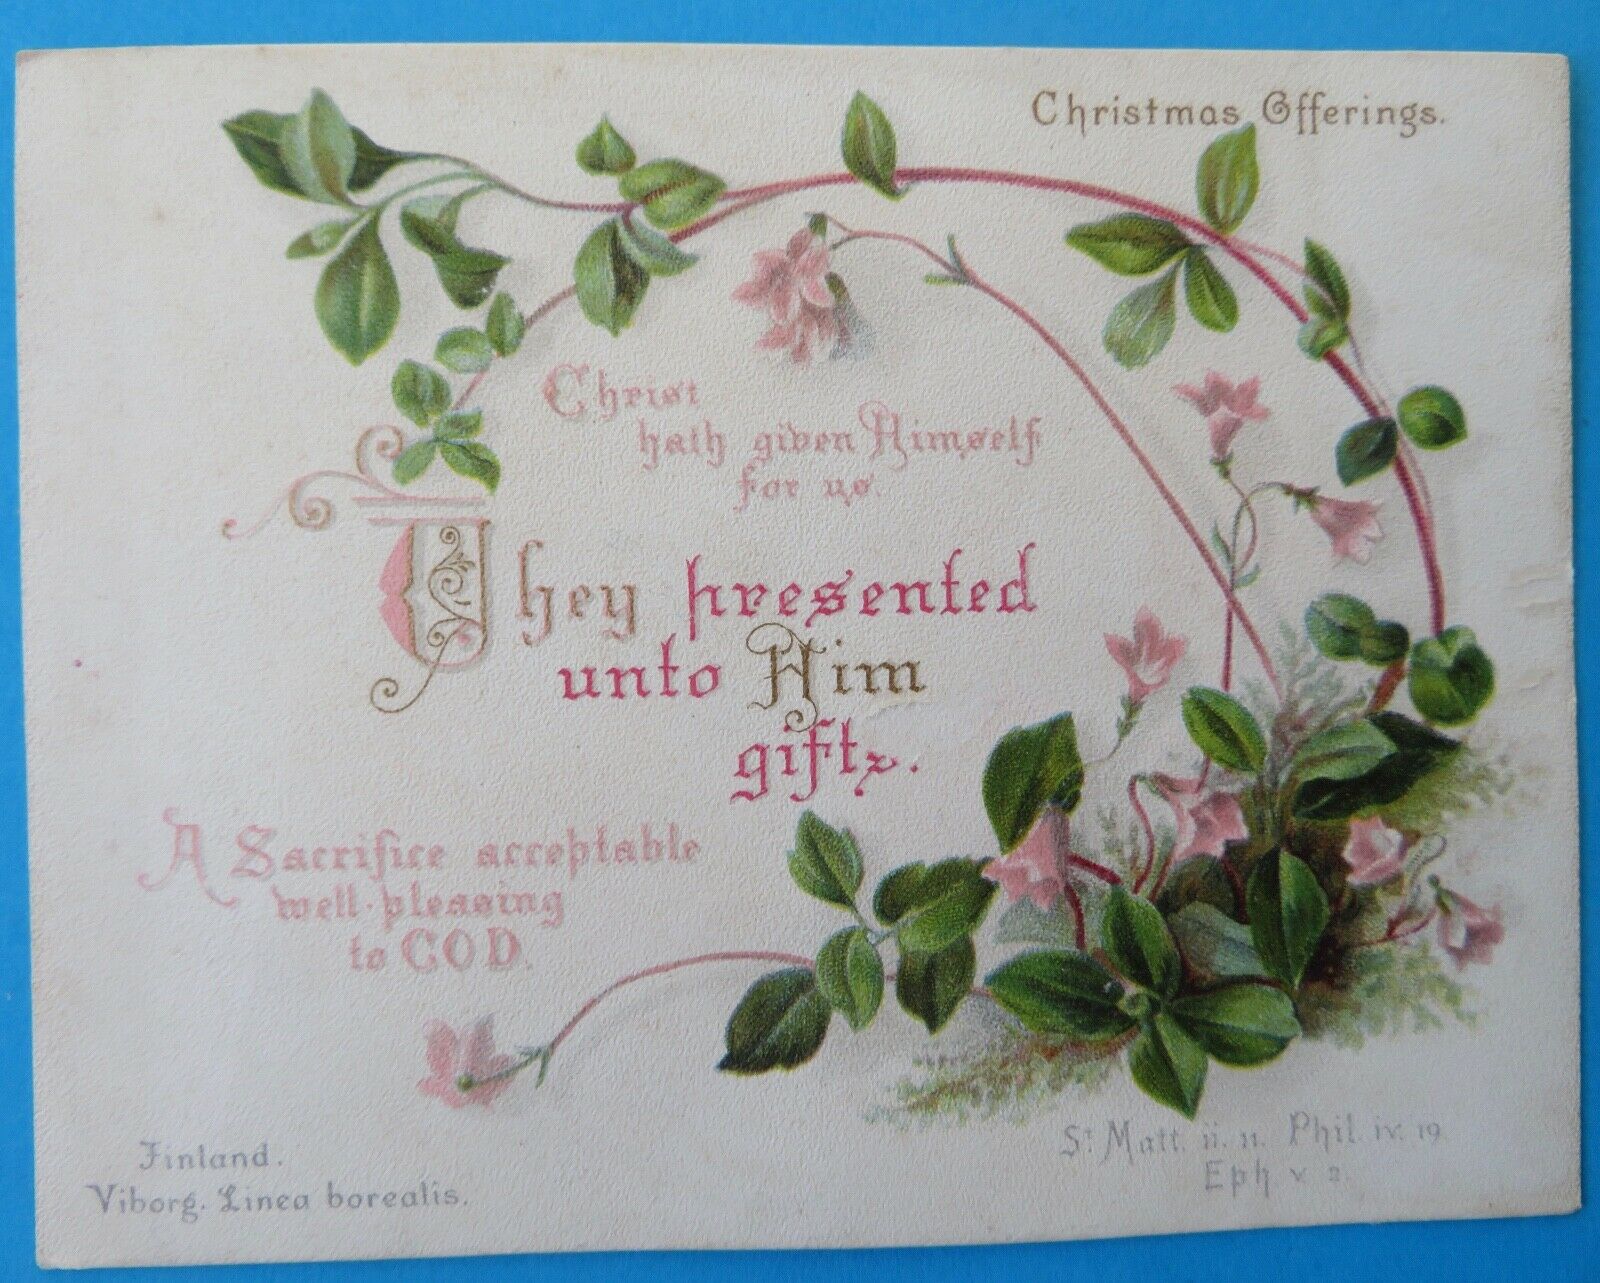 Christmas Offerings.
Christ
hath given Himself
for us.
They presented
unto Him
gifts.
A Sacrifice acceptable
well-pleasing
to GOD.
Finland.
Viborg. Linea borealis.
St. Matt. ii. 11. Phil. iv. 19
Eph v. 2.